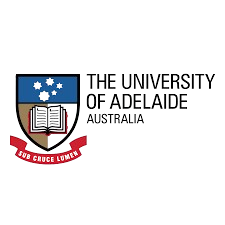 THE UNIVERSITY
OF ADELAIDE
AUSTRALIA
SUB CRUCE LUMEN